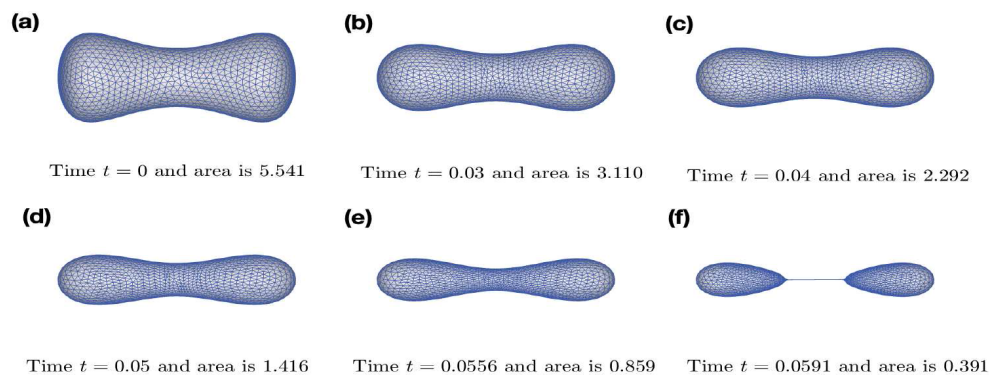 (a)
(b)
(c)
Time t = 0 and area is 5.541
Time t = 0.03 and area is 3.110
Time t = 0.04 and area is 2.292
(d)
(e)
(f)
Time t = 0.05 and area is 1.416
Time t = 0.0556 and area is 0.859
Time t = 0.0591 and area is 0.391